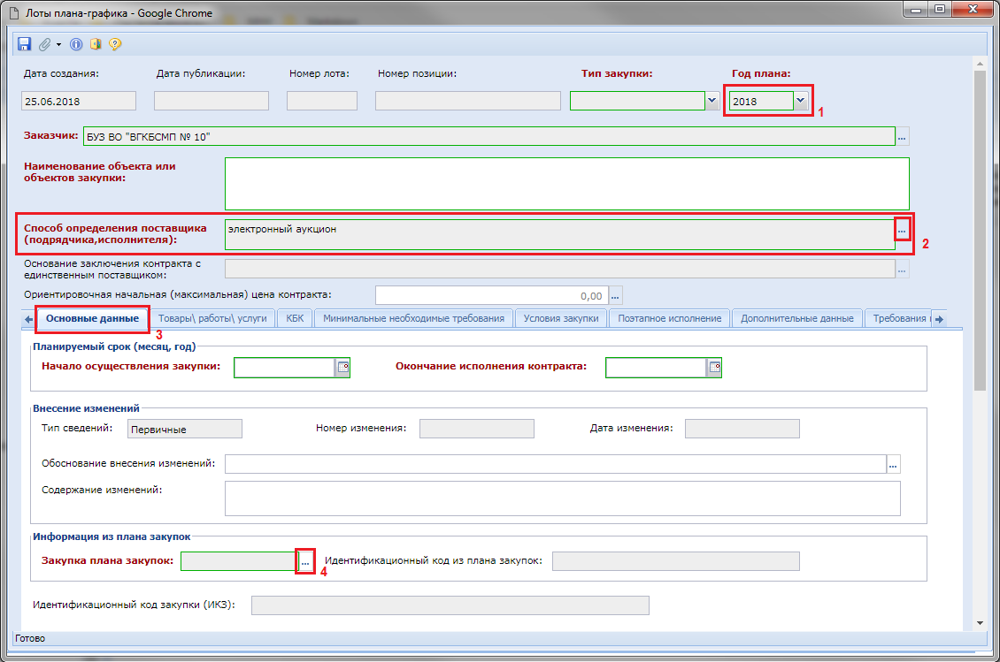 Лоты плана-графика - Google Chrome
Дата создания: Дата публикации: Номер лота: Номер позиции: Тип закупки: Год плана:
25.06.2018 2018
1
Заказчик: БУЗ ВО "ВГКБСМП № 10" ...
Наименование объекта или
объектов закупки:
Способ определения поставщика
(подрядчика,исполнителя):
электронный аукцион
...
2
Основание заключения контракта с
единственным поставщиком:
...
Ориентировочная начальная (максимальная) цена контракта: 0,00 ...
Основные данные Товары\ работы\ услуги КБК Минимальные необходимые требования Условия закупки Поэтапное исполнение Дополнительные данные Требования
3
Планируемый срок (месяц, год)
Начало осуществления закупки: Окончание исполнения контракта:
Внесение изменений
Тип сведений: Первичные Номер изменения: Дата изменения:
Обоснование внесения изменений: ...
Содержание изменений:
Информация из плана закупок
Закупка плана закупок: ... Идентификационный код из плана закупок:
4
Идентификационный код закупки (ИКЗ):
Готово